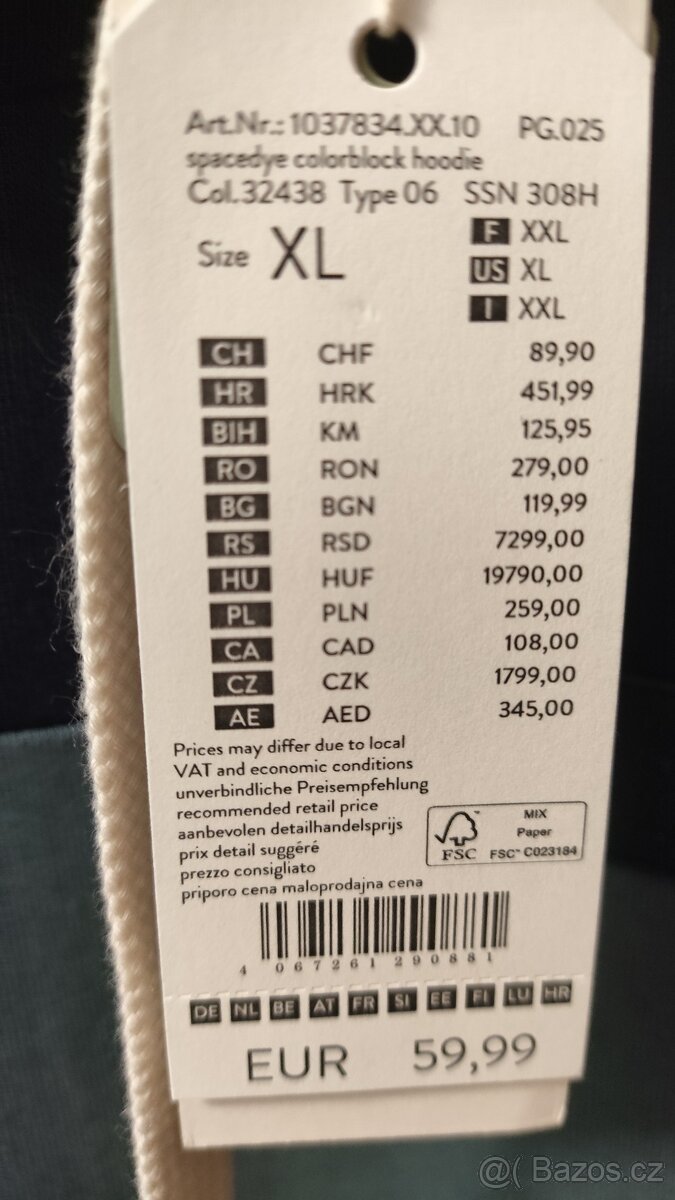 Art.Nr.: 1037834.XX.10 PG.025
spacedye colorblock hoodie
Col.32438 Type 06 SSN 308H
Size XL
F XXL
US XL
I XXL
CH CHF 89,90
HR HRK 451,99
BIH KM 125,95
RO RON 279,00
BG BGN 119,99
RS RSD 7299,00
HU HUF 19790,00
PL PLN 259,00
CA CAD 108,00
CZ CZK 1799,00
AE AED 345,00
Prices may differ due to local
VAT and economic conditions
unverbindliche Preisempfehlung
recommended retail price
aanbevolen detailhandelsprijs
prix detail suggéré
prezzo consigliato
priporo cena maloprodajna cena
MIX
Paper
FSC FSC™ C023184
4 067261 290881
DE NL BE AT FR SI EE FI LU HR
EUR 59,99
@( Bazos.cz